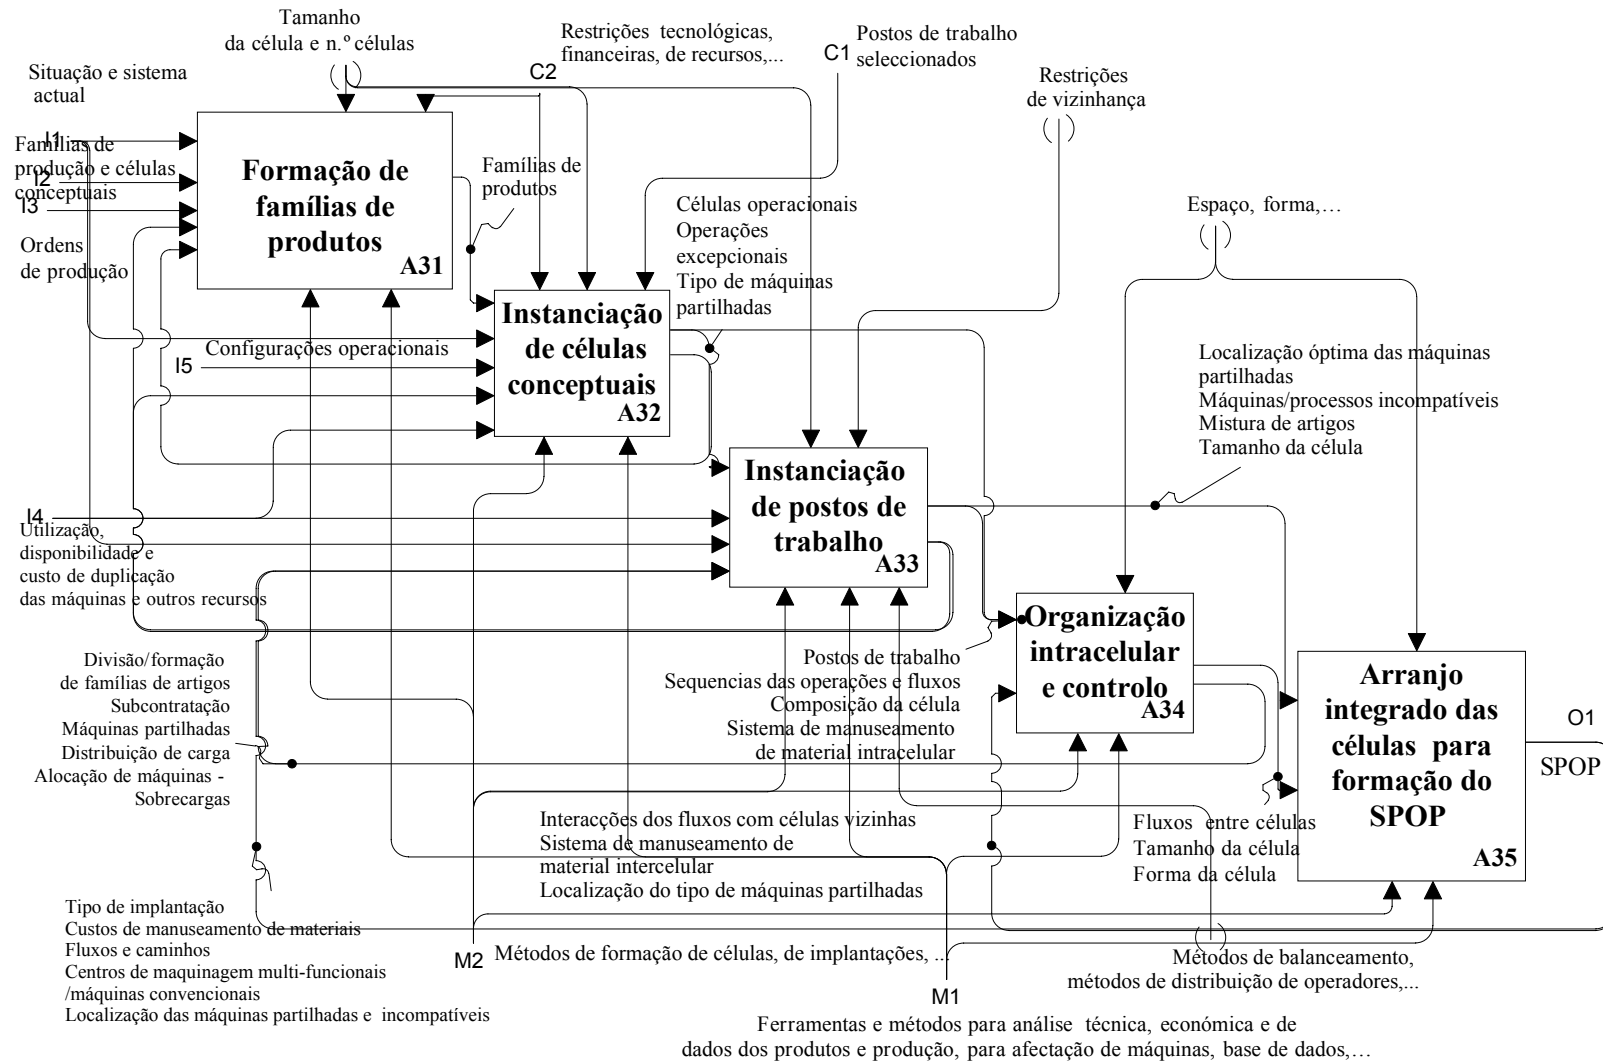 Tamanho
da célula e n.º células
Restrições tecnológicas,
financeiras, de recursos,...
C2
C1
Postos de trabalho
seleccionados
Restrições
de vizinhança
Situação e sistema
actual
I1
Famílias de
produção e células
conceptuais
I2
I3
Ordens
de produção
Formação de
famílias de
produtos
A31
Famílias de
produtos
Células operacionais
Operações
excepcionais
Tipo de máquinas
partilhadas
Espaço, forma,...
Configurações operacionais
I5
Instanciação
de células
conceptuais
A32
Localização óptima das máquinas
partilhadas
Máquinas/processos incompatíveis
Mistura de artigos
Tamanho da célula
I4
Utilização,
disponibilidade e
custo de duplicação
das máquinas e outros recursos
Instanciação
de postos de
trabalho
A33
Divisão/formação
de famílias de artigos
Subcontratação
Máquinas partilhadas
Distribuição de carga
Alocação de máquinas -
Sobrecargas
Postos de trabalho
Sequencias das operações e fluxos
Composição da célula
Sistema de manuseamento
de material intracelular
Organização
intracelular
e controlo
A34
Arranjo
integrado das
células para
formação do
SPOP
A35
O1
SPOP
Interacções dos fluxos com células vizinhas
Sistema de manuseamento de
material intercelular
Localização do tipo de máquinas partilhadas
Fluxos entre células
Tamanho da célula
Forma da célula
Tipo de implantação
Custos de manuseamento de materiais
Fluxos e caminhos
Centros de maquinagem multi-funcionais
/máquinas convencionais
Localização das máquinas partilhadas e incompatíveis
M2
Métodos de formação de células, de implantações, ...
M1
Métodos de balanceamento,
métodos de distribuição de operadores,...
Ferramentas e métodos para análise técnica, económica e de
dados dos produtos e produção, para afectação de máquinas, base de dados,...